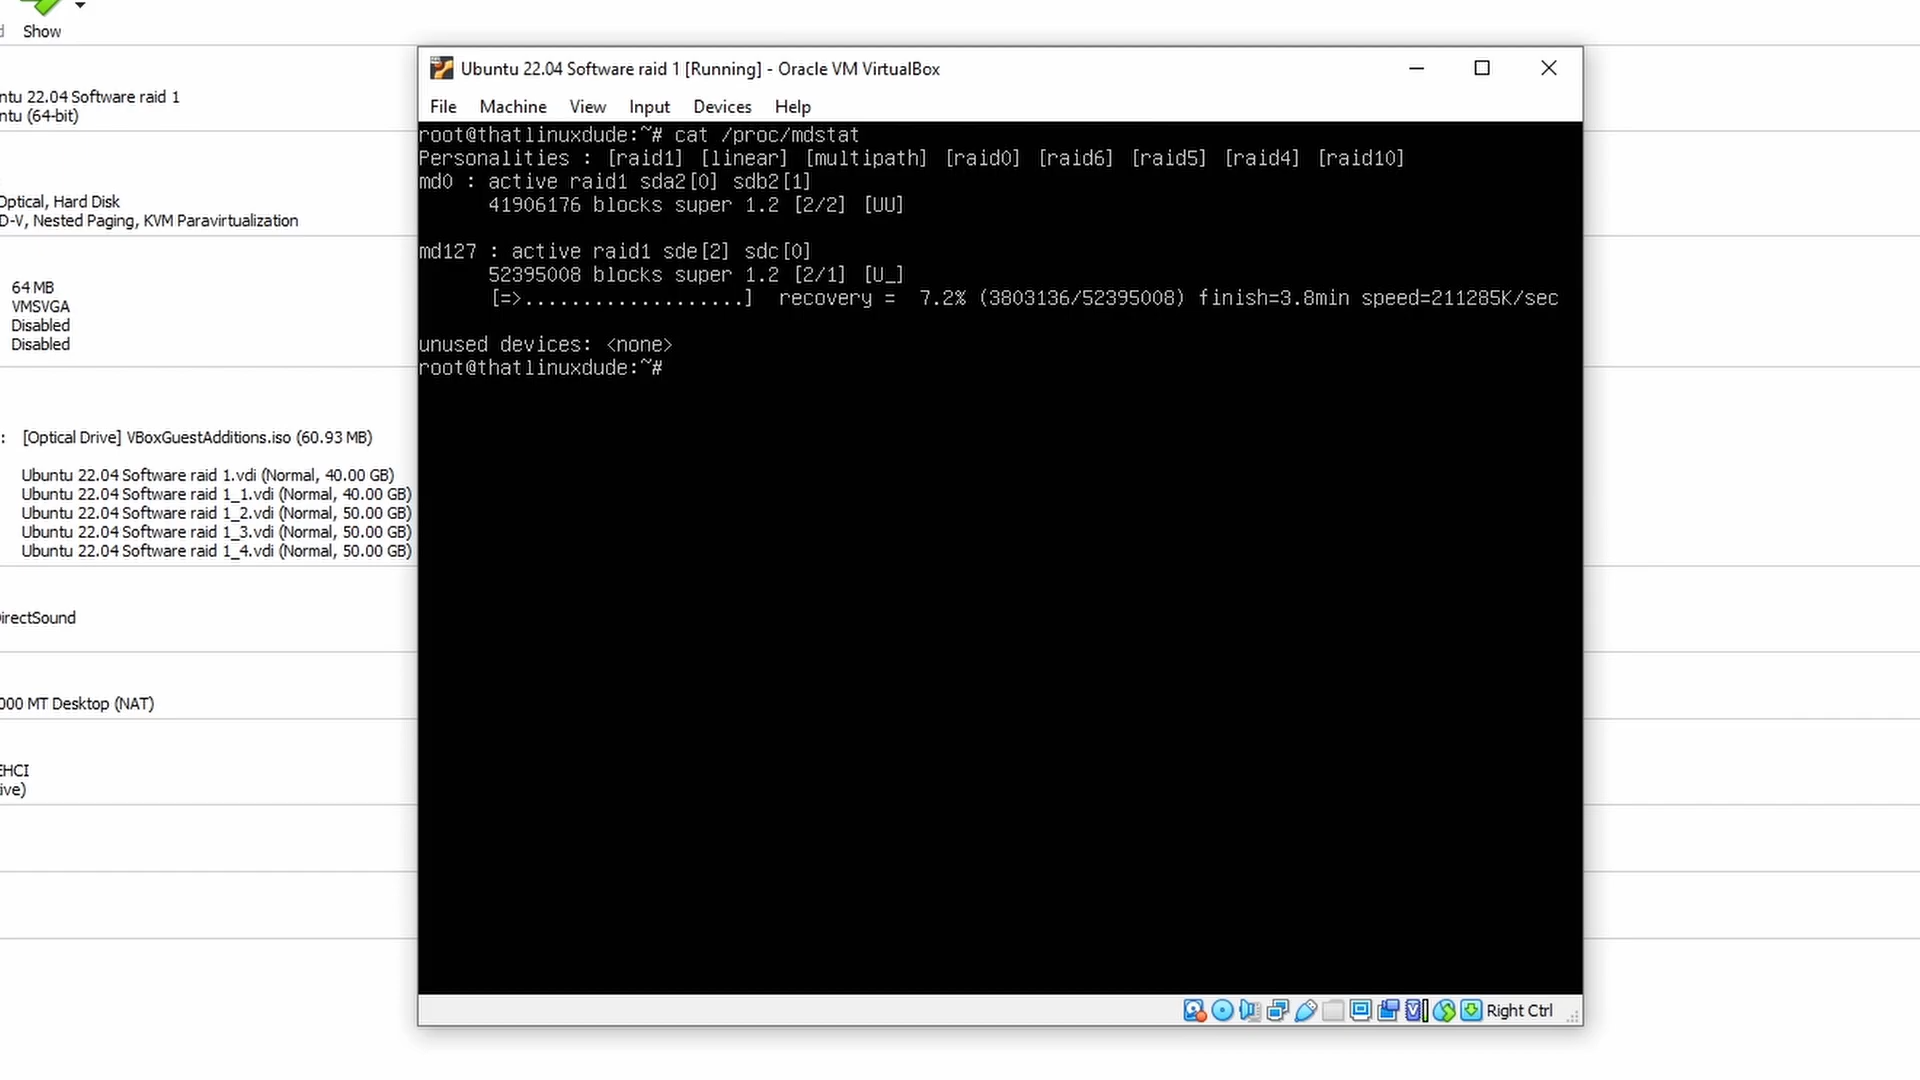 Show
Ubuntu 22.04 Software raid 1 [Running] - Oracle VM VirtualBox
File Machine View Input Devices Help
root@thatlinuxdude:~# cat /proc/mdstat
Personalities : [raid1] [linear] [multipath] [raid0] [raid6] [raid5] [raid4] [raid10]
md0 : active raid1 sda2[0] sdb2[1]
41906176 blocks super 1.2 [2/2] [UU]
md127 : active raid1 sde[2] sdc[0]
52395008 blocks super 1.2 [2/1] [U_]
[=>...................] recovery = 7.2% (3803136/52395008) finish=3.8min speed=211285K/sec
unused devices: <none>
root@thatlinuxdude:~#
ntu 22.04 Software raid 1
ntu (64-bit)
Optical, Hard Disk
D-V, Nested Paging, KVM Paravirtualization
64 MB
VMSVGA
Disabled
Disabled
: [Optical Drive] VBoxGuestAdditions.iso (60.93 MB)
Ubuntu 22.04 Software raid 1.vdi (Normal, 40.00 GB)
Ubuntu 22.04 Software raid 1_1.vdi (Normal, 40.00 GB)
Ubuntu 22.04 Software raid 1_2.vdi (Normal, 50.00 GB)
Ubuntu 22.04 Software raid 1_3.vdi (Normal, 50.00 GB)
Ubuntu 22.04 Software raid 1_4.vdi (Normal, 50.00 GB)
DirectSound
000 MT Desktop (NAT)
EHCI
ive)
Right Ctrl